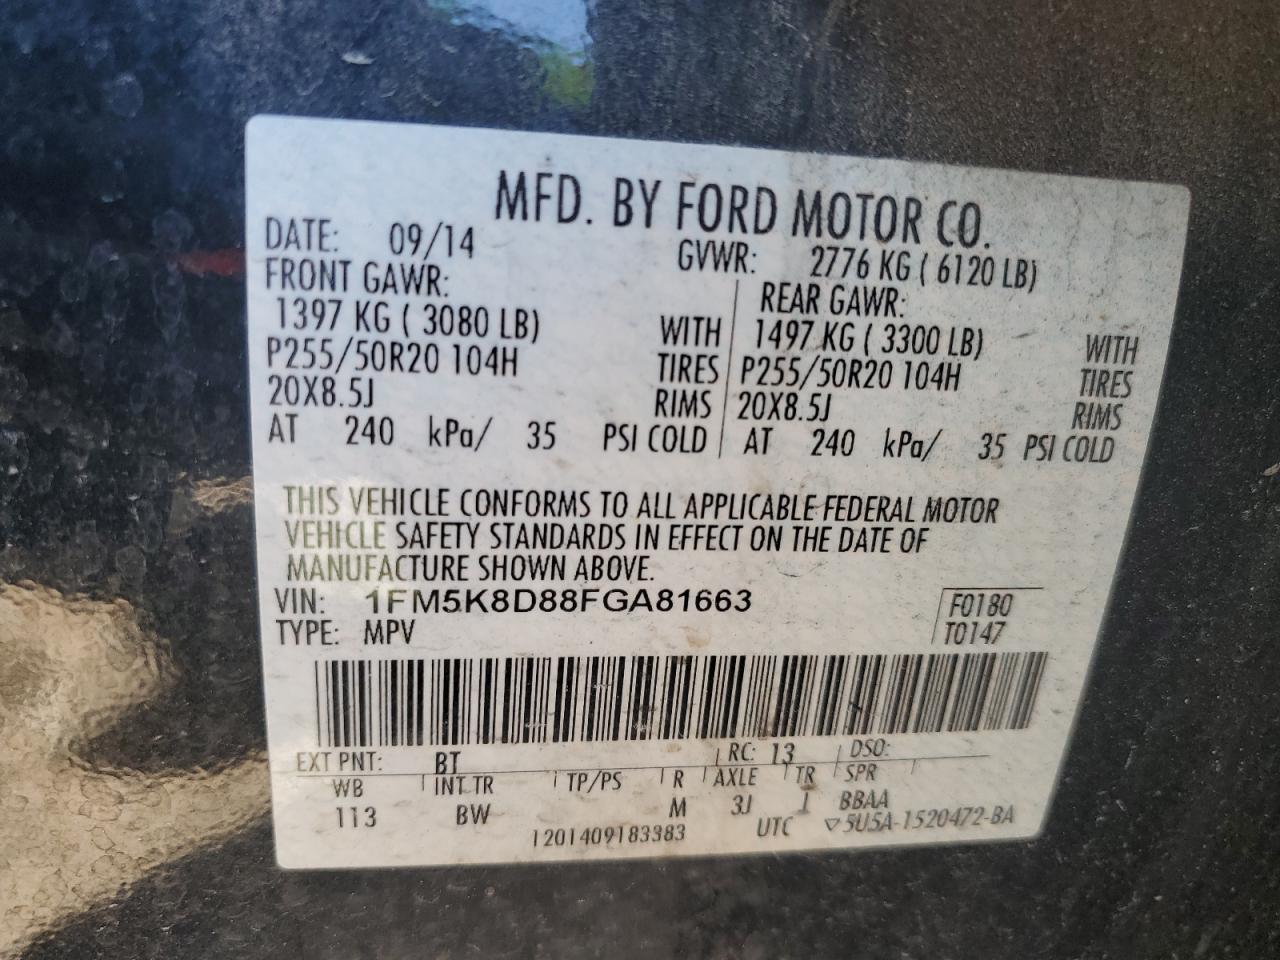 MFD. BY FORD MOTOR CO.
DATE: 09/14 GVWR: 2776 KG ( 6120 LB)
FRONT GAWR: REAR GAWR:
1397 KG ( 3080 LB) WITH 1497 KG ( 3300 LB) WITH
P255/50R20 104H TIRES P255/50R20 104H TIRES
20X8.5J RIMS 20X8.5J RIMS
AT 240 kPa/ 35 PSI COLD AT 240 kPa/ 35 PSI COLD
THIS VEHICLE CONFORMS TO ALL APPLICABLE FEDERAL MOTOR
VEHICLE SAFETY STANDARDS IN EFFECT ON THE DATE OF
MANUFACTURE SHOWN ABOVE.
VIN: 1FM5K8D88FGA81663 F0180
TYPE: MPV T0147
EXT PNT: BT RC: 13 DSO:
WB INT TR TP/PS R AXLE TR SPR
113 BW M 3J J BBAA
1201409183383 UTC ▽5U5A-1520472-BA